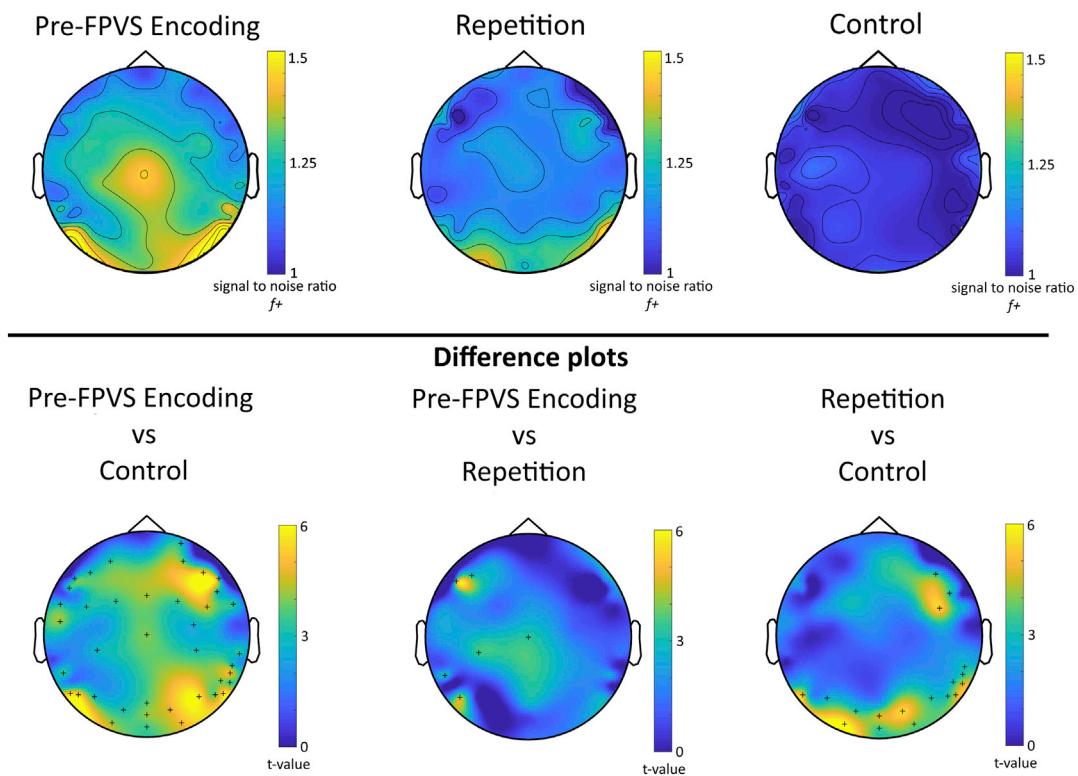 Pre-FPVS Encoding
Repetition
Control
1.5
1.25
1
signal to noise ratio
f+
1.5
1.25
1
signal to noise ratio
f+
1.5
1.25
1
signal to noise ratio
f+
Difference plots
Pre-FPVS Encoding
vs
Control
Pre-FPVS Encoding
vs
Repetition
Repetition
vs
Control
6
3
0
t-value
6
3
0
t-value
6
3
0
t-value